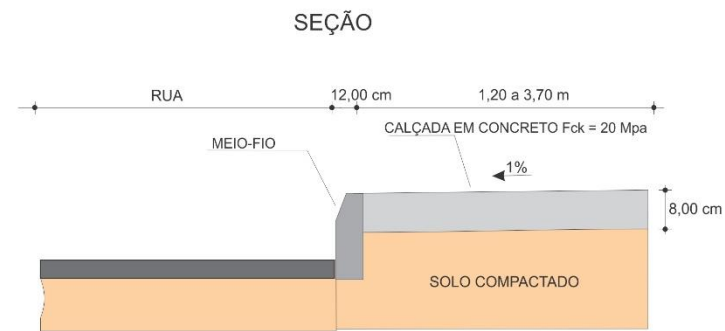 SEÇÃO
RUA
12,00 cm
1,20 a 3,70 m
CALÇADA EM CONCRETO Fck = 20 Mpa
MEIO-FIO
1%
8,00 cm
SOLO COMPACTADO